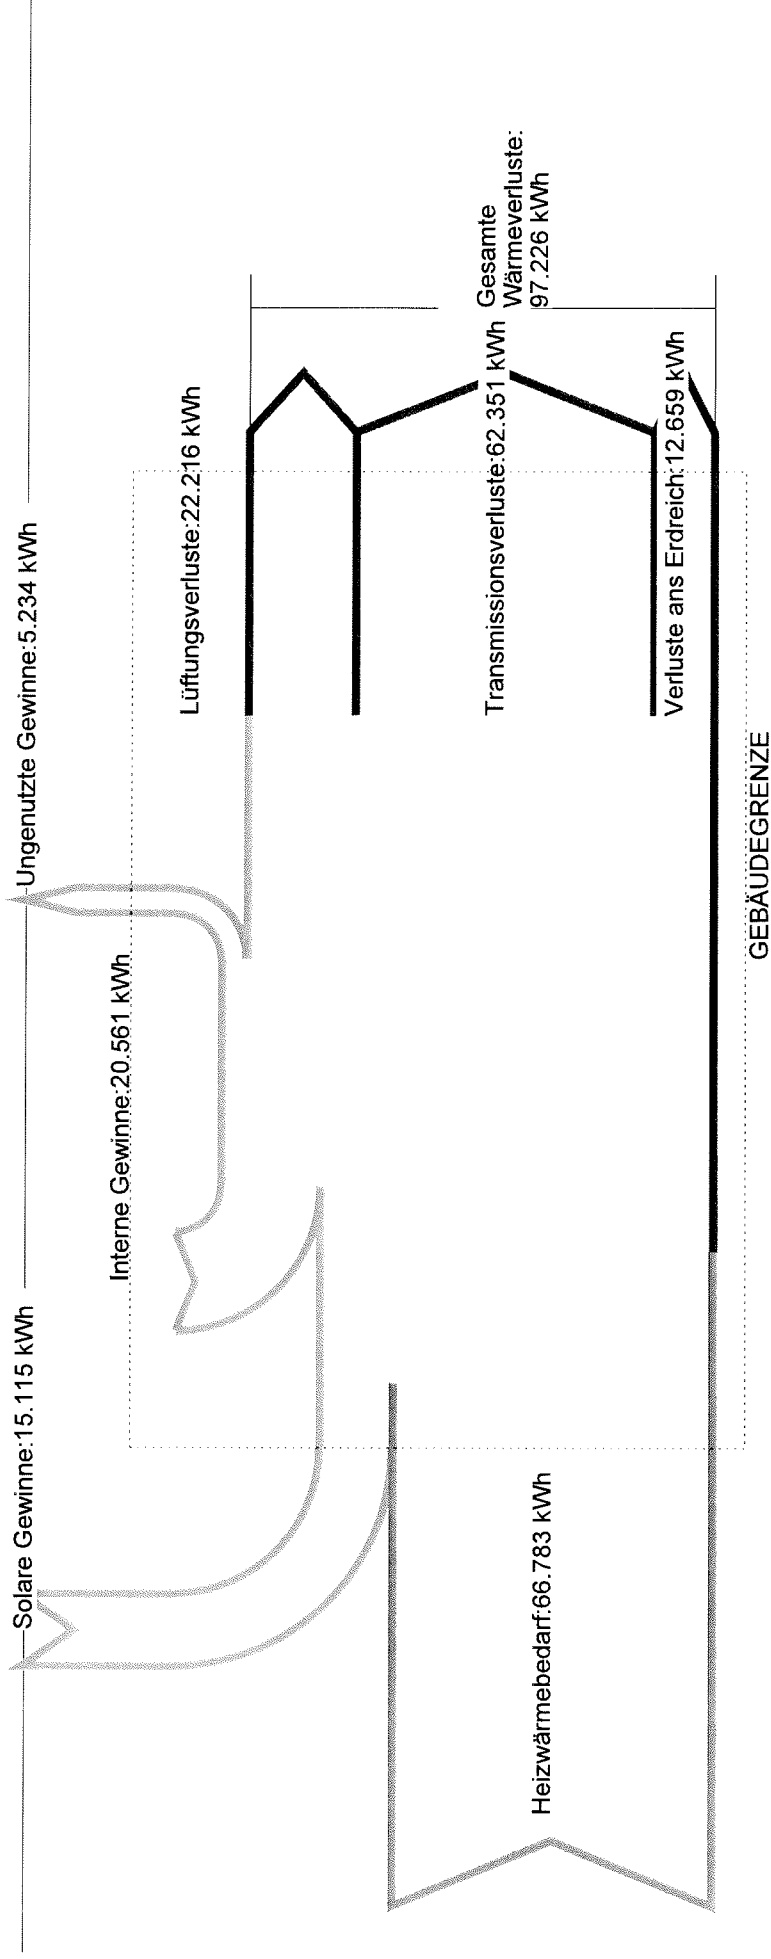 Solare Gewinne:15.115 kWh
Ungenutzte Gewinne:5.234 kWh
Interne Gewinne:20.561 kWh
Lüftungsverluste:22.216 kWh
Gesamte
Wärmeverluste:
97.226 kWh
Transmissionsverluste:62.351 kWh
Heizwärmebedarf:66.783 kWh
Verluste ans Erdreich:12.659 kWh
GEBÄUDEGRENZE